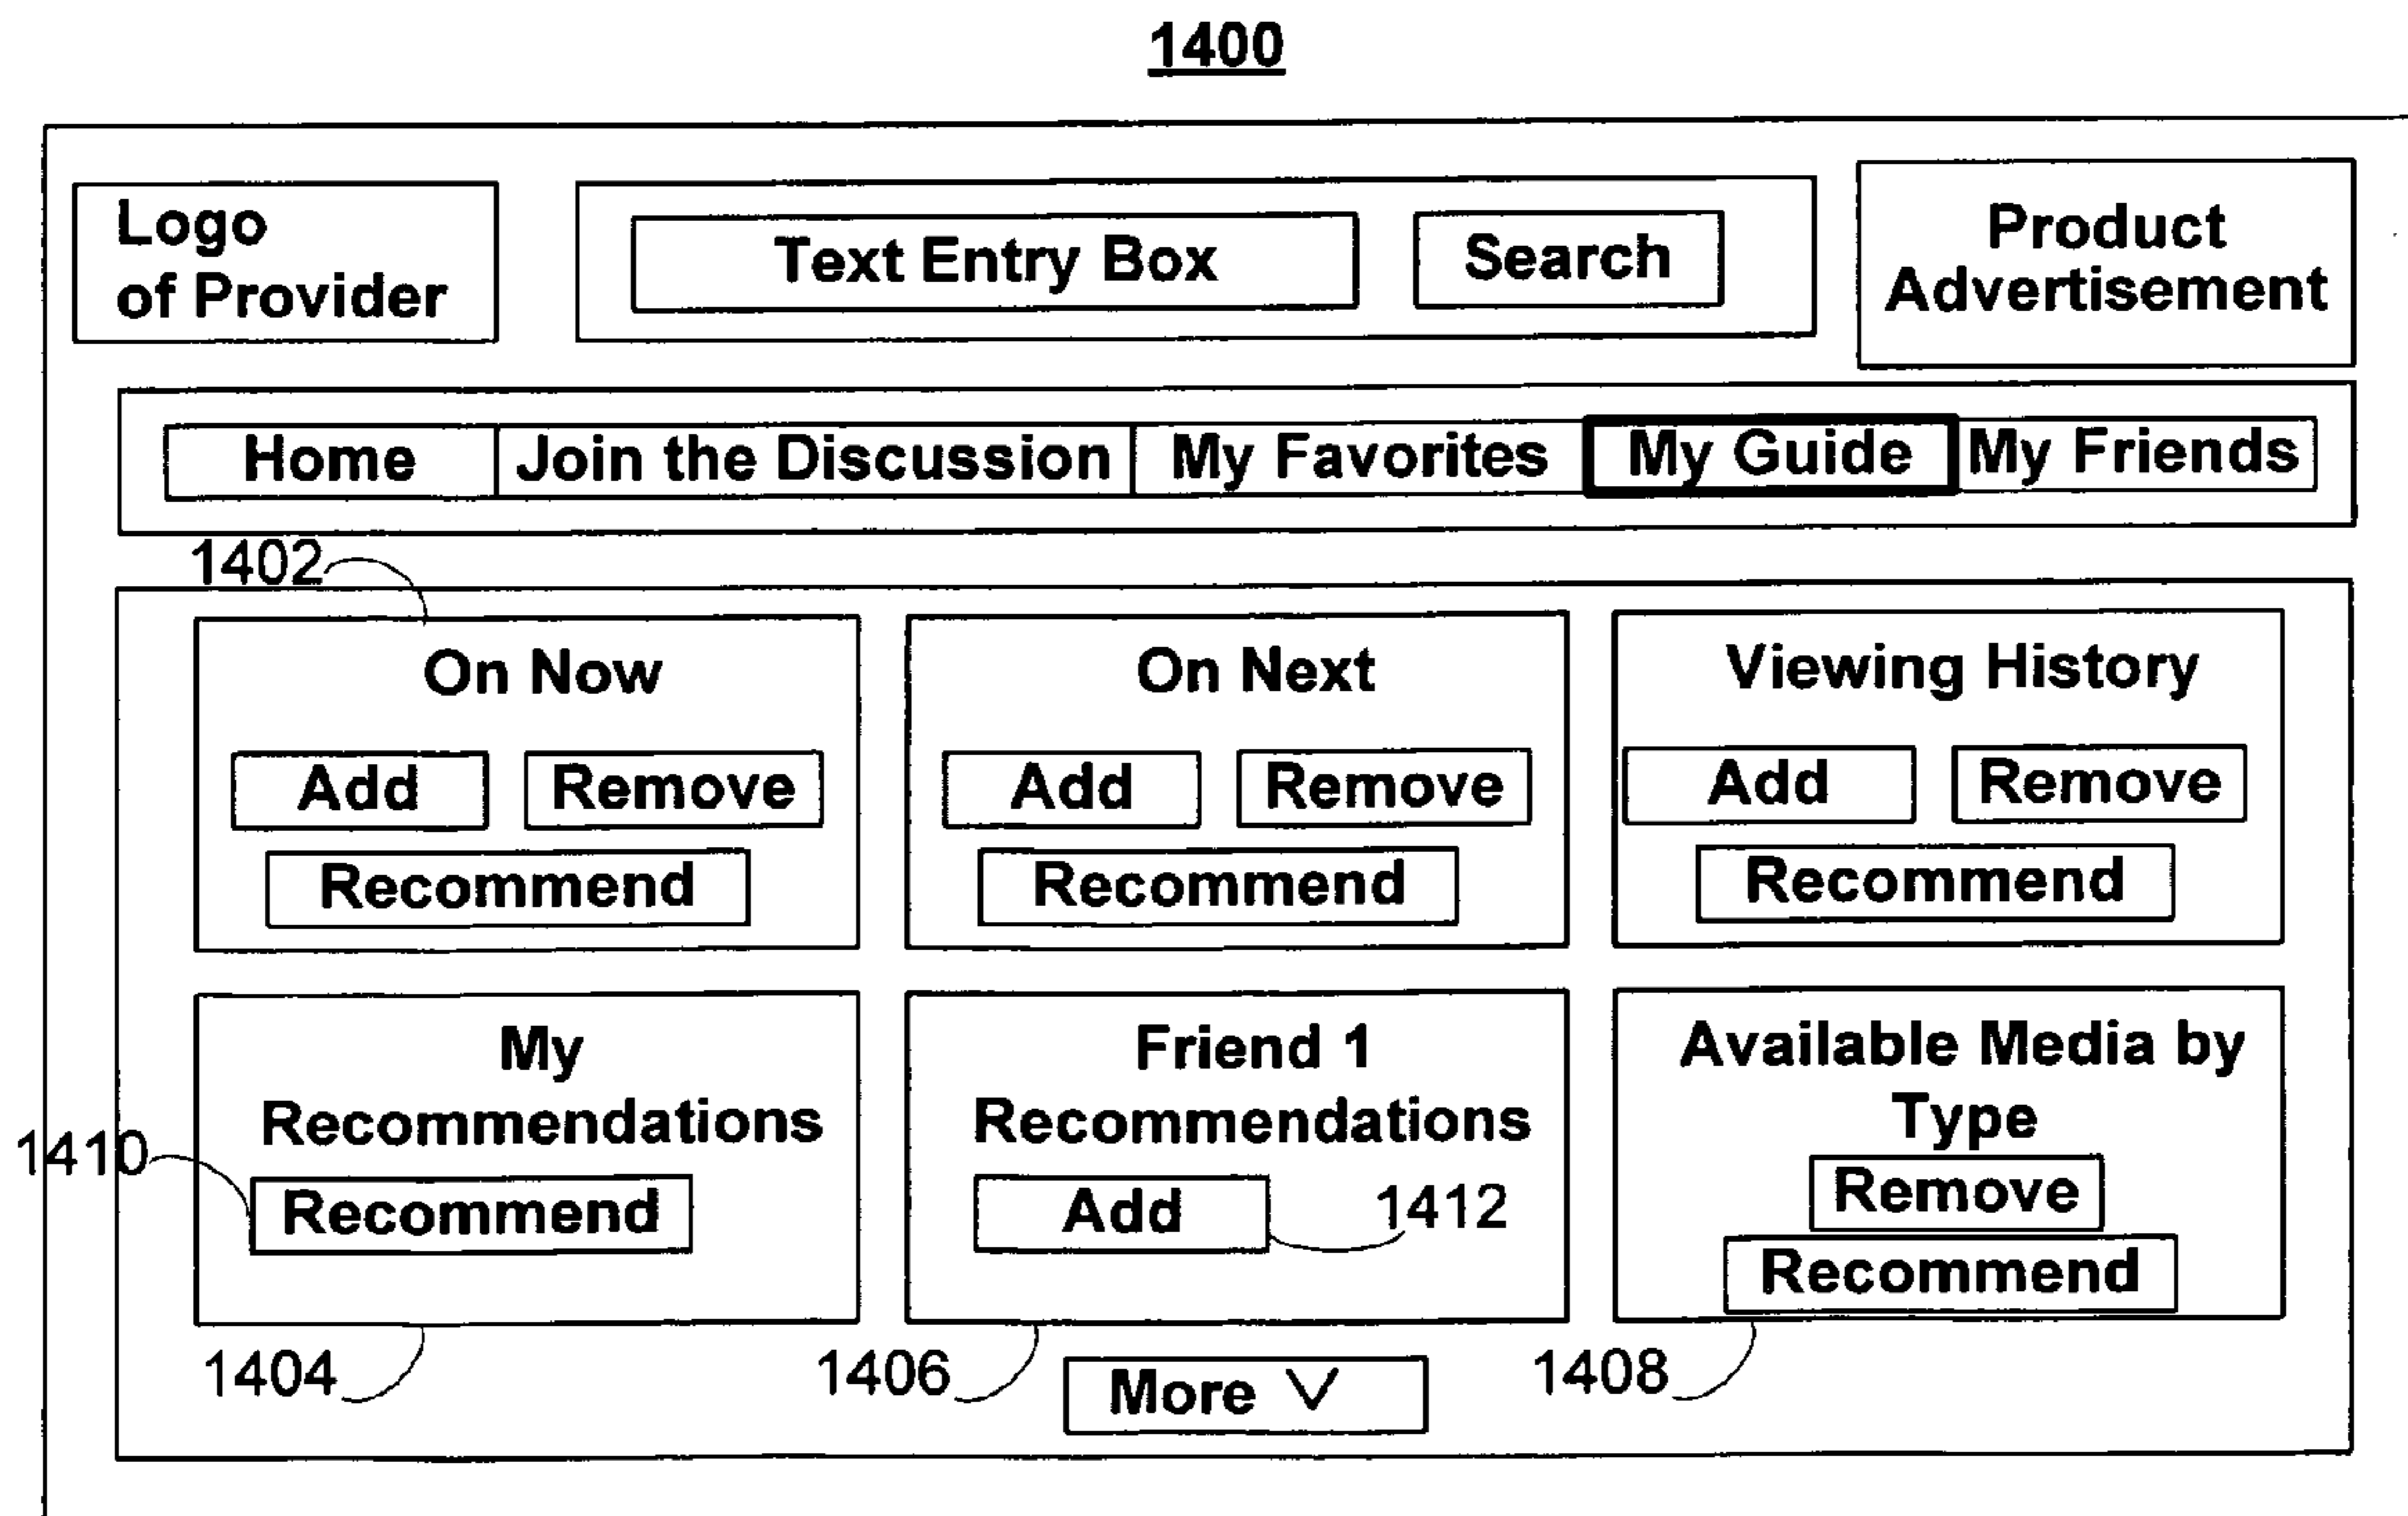 1400
Logo
of Provider
Text Entry Box
Search
Product
Advertisement
Home
Join the Discussion
My Favorites
My Guide
My Friends
1402
On Now
Add
Remove
Recommend
On Next
Add
Remove
Recommend
Viewing History
Add
Remove
Recommend
My
Recommendations
1410
Recommend
1404
Friend 1
Recommendations
Add
1412
1406
Available Media by
Type
Remove
Recommend
1408
More V